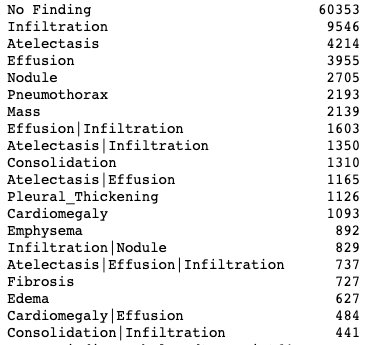 No Finding 60353
Infiltration 9546
Atelectasis 4214
Effusion 3955
Nodule 2705
Pneumothorax 2193
Mass 2139
Effusion|Infiltration 1603
Atelectasis|Infiltration 1350
Consolidation 1310
Atelectasis|Effusion 1165
Pleural_Thickening 1126
Cardiomegaly 1093
Emphysema 892
Infiltration|Nodule 829
Atelectasis|Effusion|Infiltration 737
Fibrosis 727
Edema 627
Cardiomegaly|Effusion 484
Consolidation|Infiltration 441